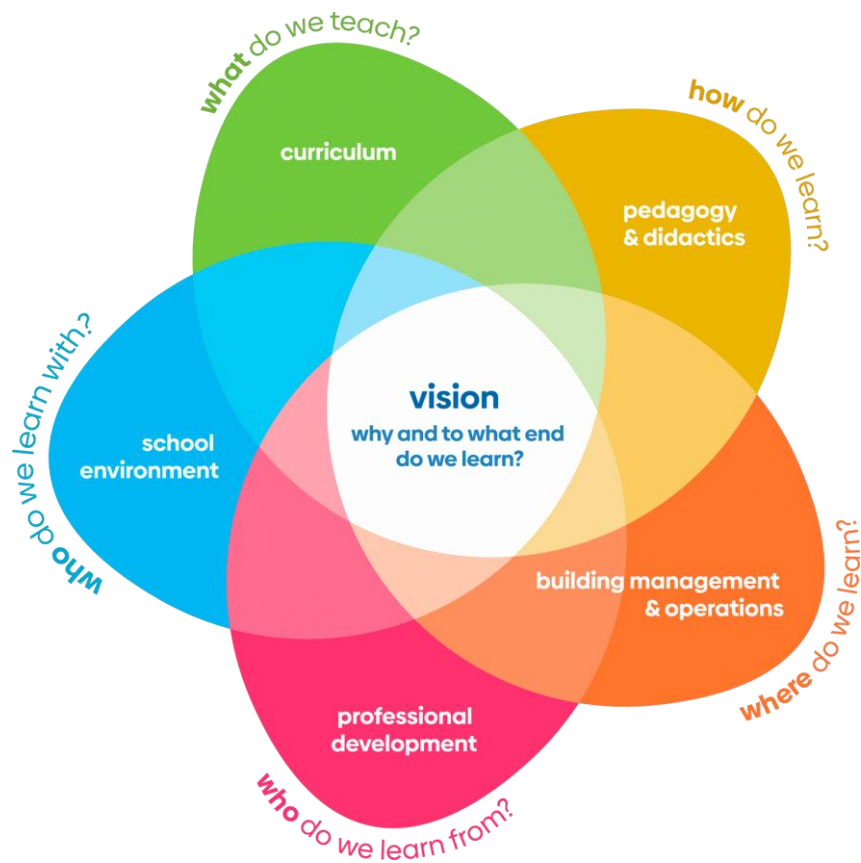 what do we teach?
curriculum
how do we learn?
pedagogy
& didactics
who do we learn with?
school
environment
vision
why and to what end
do we learn?
building management
& operations
where do we learn?
professional
development
who do we learn from?